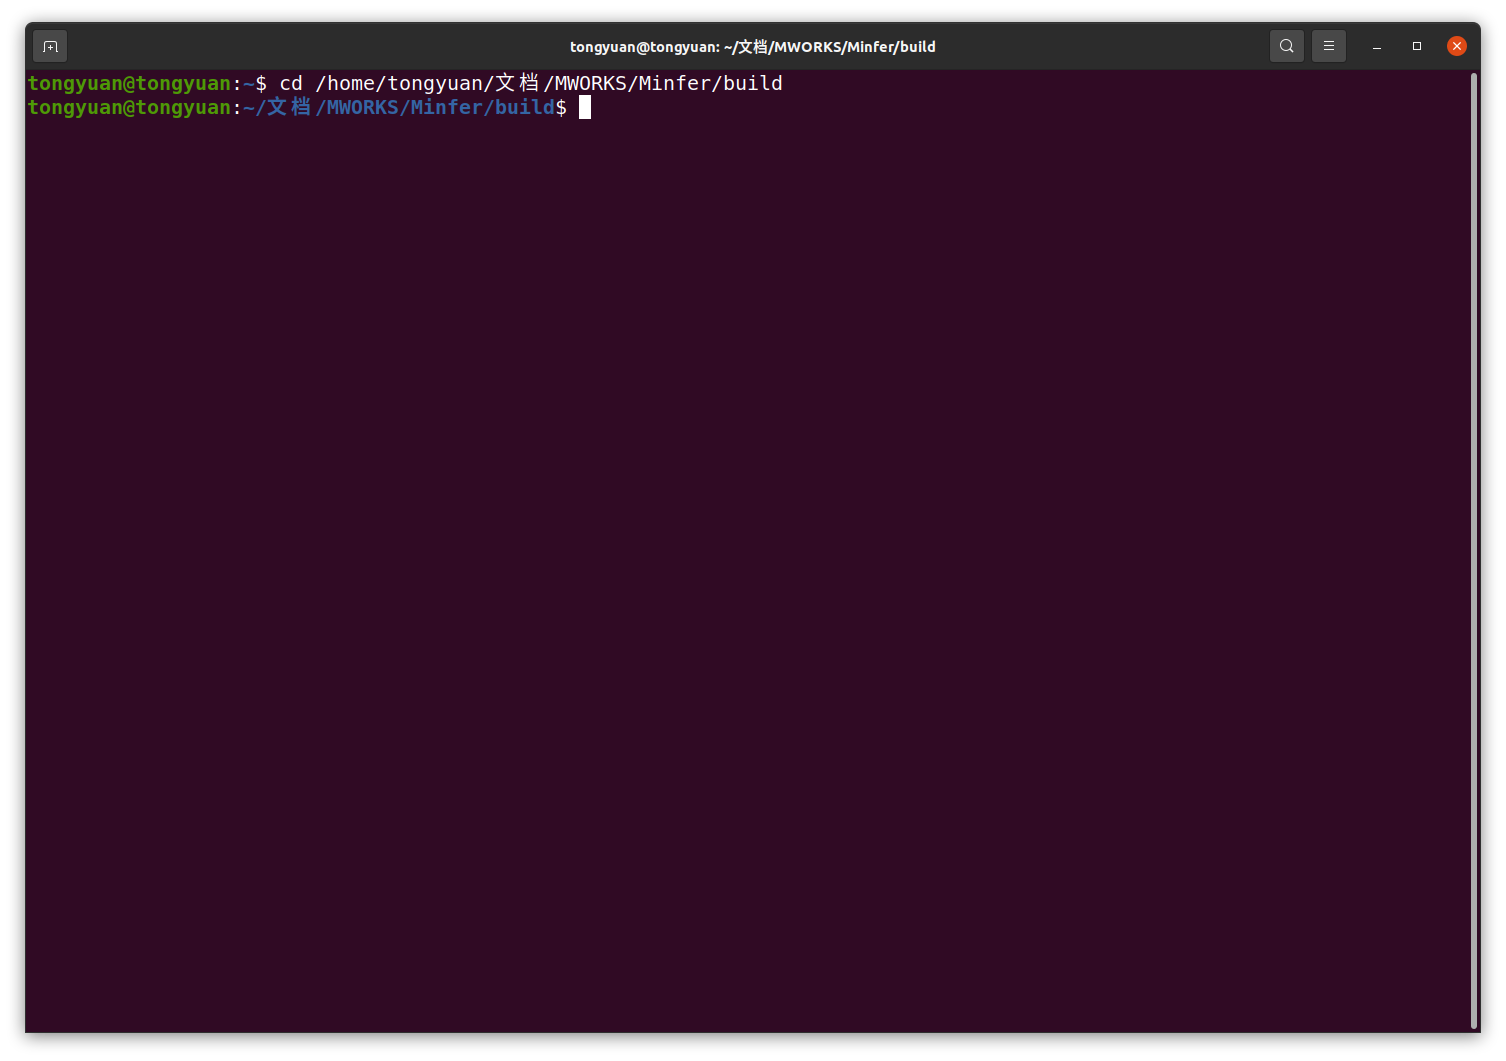 tongyuan@tongyuan: ~/文档/MWORKS/Minfer/build
tongyuan@tongyuan:~$ cd /home/tongyuan/文档/MWORKS/Minfer/build
tongyuan@tongyuan:~/文档/MWORKS/Minfer/build$